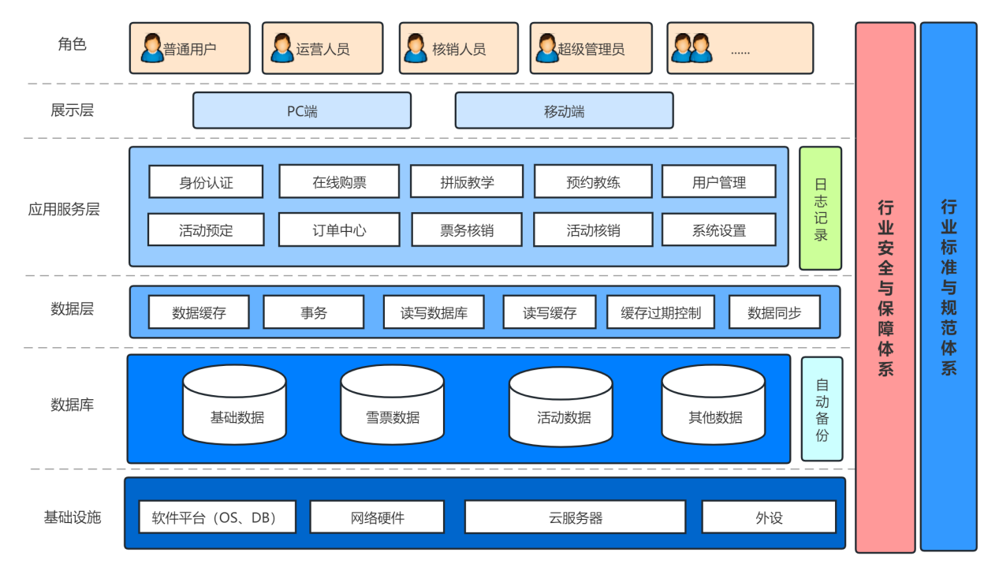 角色
普通用户
运营人员
核销人员
超级管理员
......
展示层
PC端
移动端
应用服务层
身份认证
在线购票
拼版教学
预约教练
用户管理
活动预定
订单中心
票务核销
活动核销
系统设置
日志记录
数据层
数据缓存
事务
读写数据库
读写缓存
缓存过期控制
数据同步
数据库
基础数据
雪票数据
活动数据
其他数据
自动备份
基础设施
软件平台（OS、DB）
网络硬件
云服务器
外设
行业安全与保障体系
行业标准与规范体系